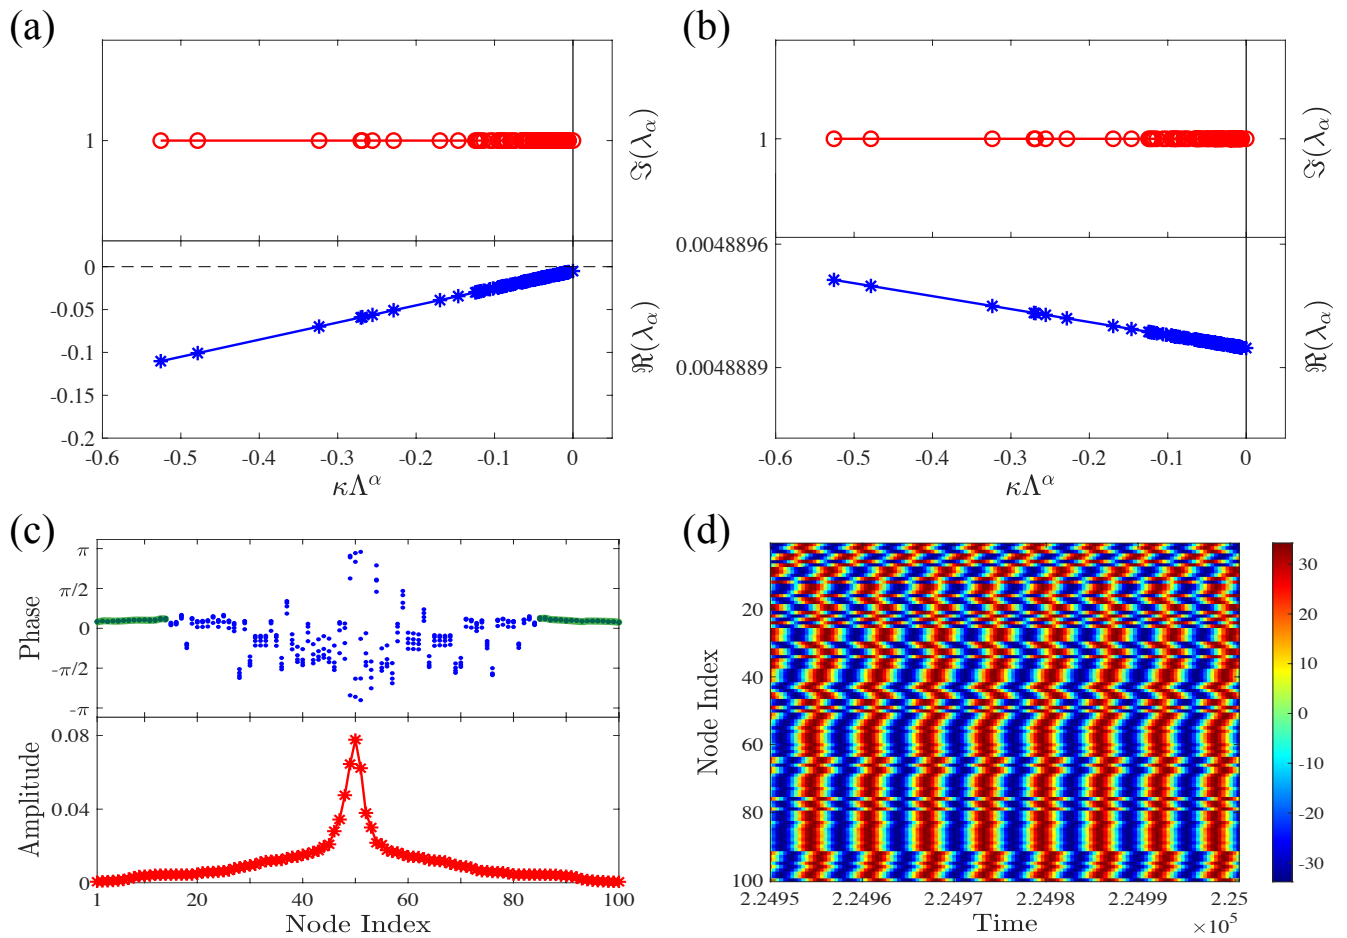 (a)
1
ℑ(λα)
0
-0.05
-0.1
-0.15
-0.2
ℜ(λα)
-0.6 -0.5 -0.4 -0.3 -0.2 -0.1 0
κΛα
(b)
1
ℑ(λα)
0.0048896
0.0048889
ℜ(λα)
-0.6 -0.5 -0.4 -0.3 -0.2 -0.1 0
κΛα
(c)
π
π/2
0
-π/2
-π
Phase
0.08
0.04
0
Amplitude
1 20 40 60 80 100
Node Index
(d)
20
40
60
80
100
Node Index
2.2495 2.2496 2.2497 2.2498 2.2499 2.25
Time
×10⁵
30
20
10
0
-10
-20
-30